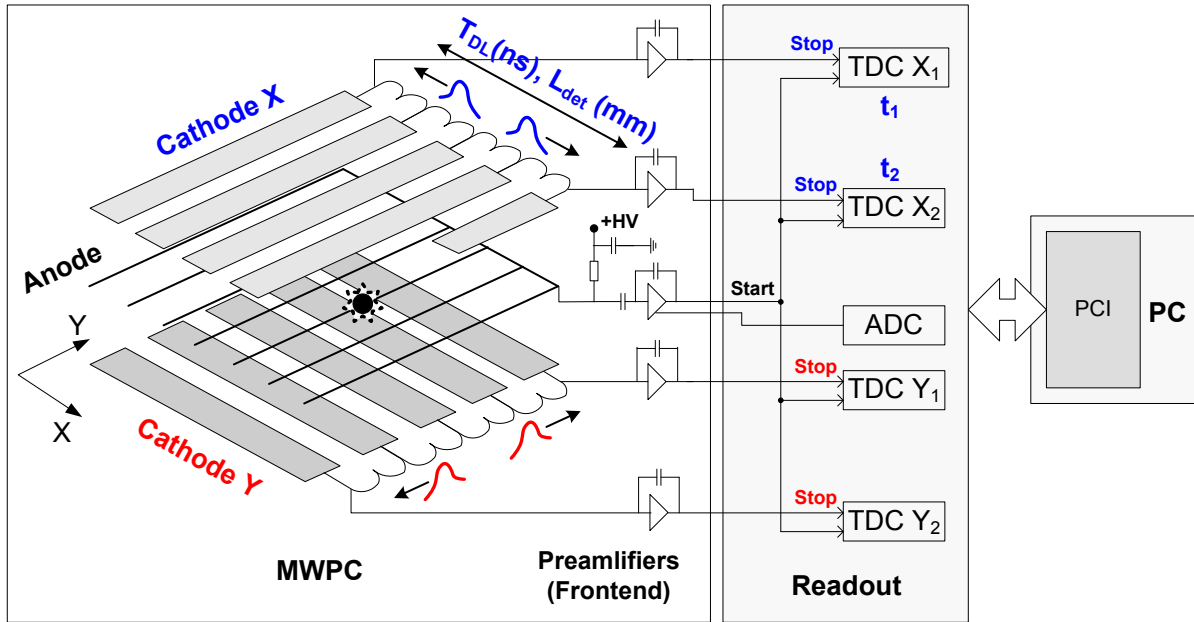 T_DL(ns), L_det (mm)
Cathode X
Anode
Y
X
Cathode Y
MWPC
+HV
Preamlifiers
(Frontend)
Start
Stop
TDC X₁
t₁
t₂
Stop
TDC X₂
ADC
Stop
TDC Y₁
Stop
TDC Y₂
Readout
PCI
PC